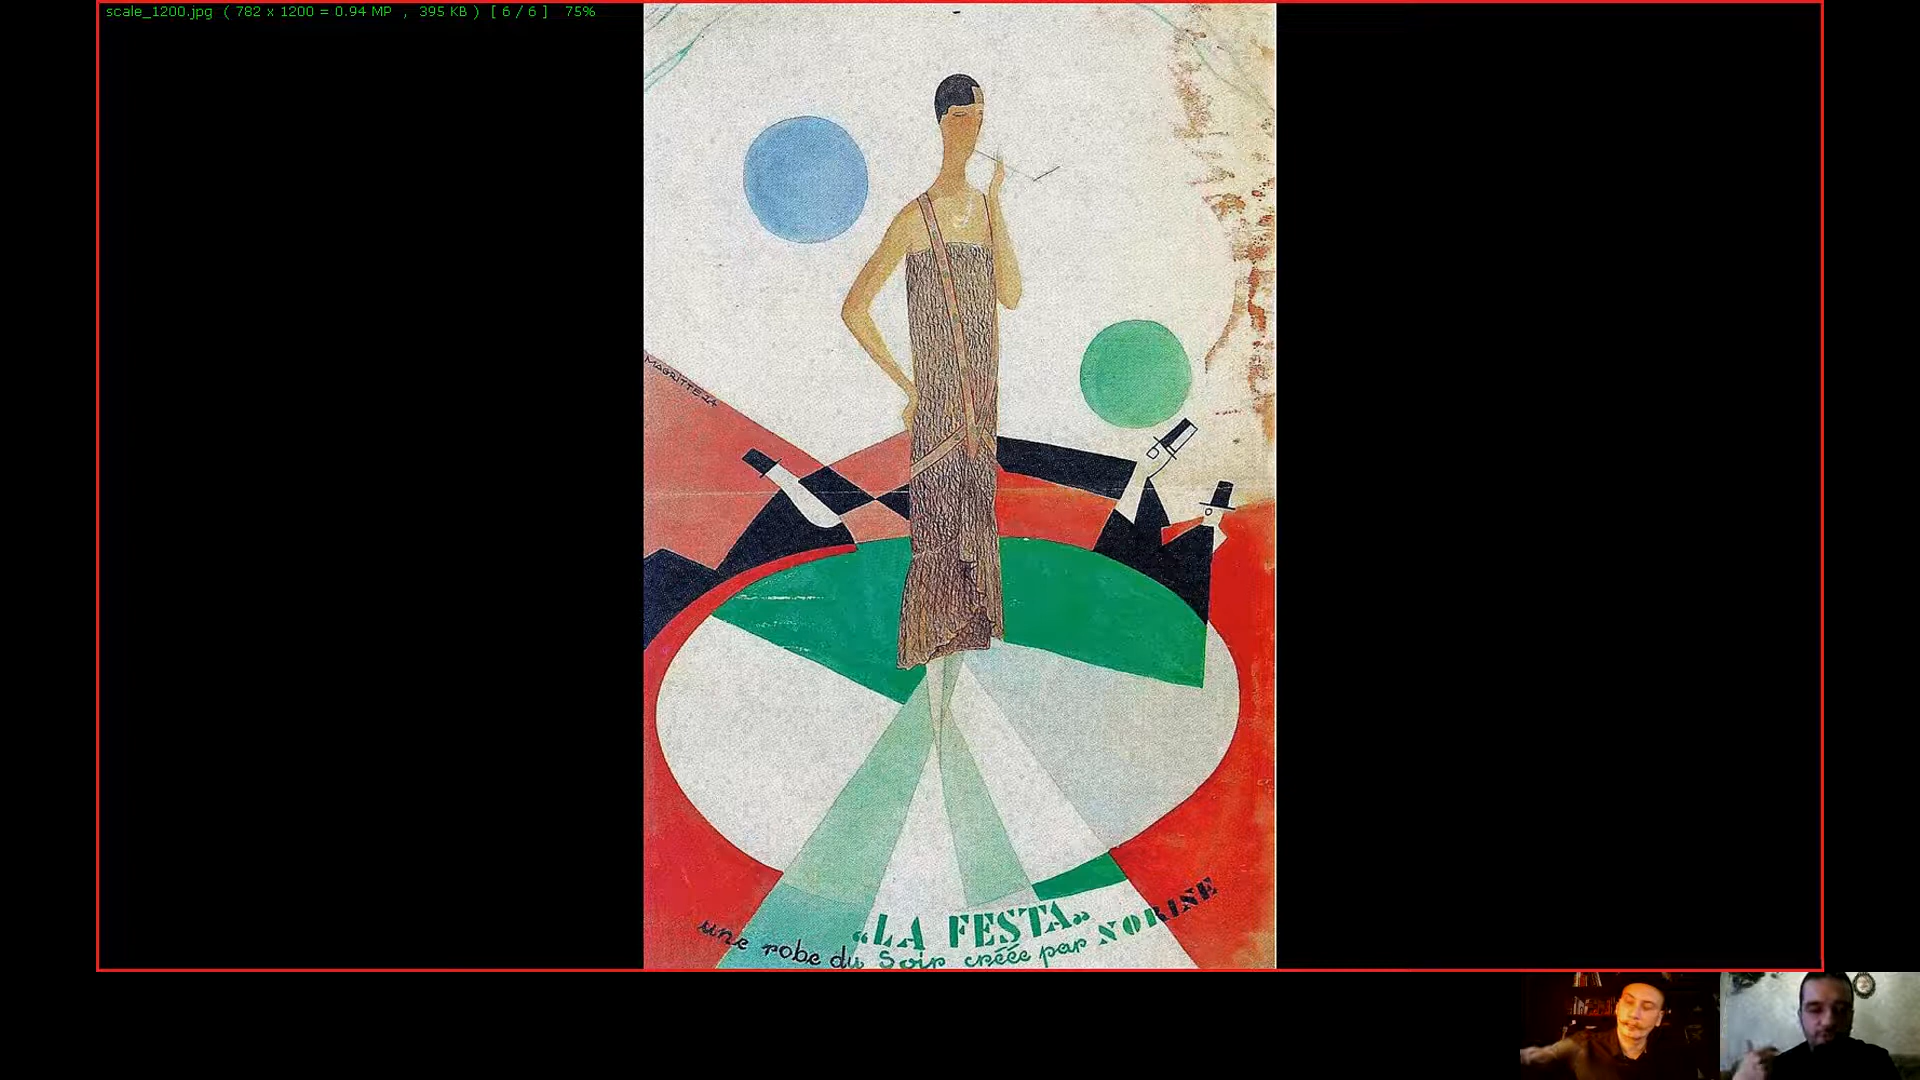 scale_1200.jpg ( 782 x 1200 = 0.94 MP , 395 KB ) [ 6 / 6 ] 75%
MAGRITTE 24
«LA FESTA»
une robe du Soir créée par NORINE